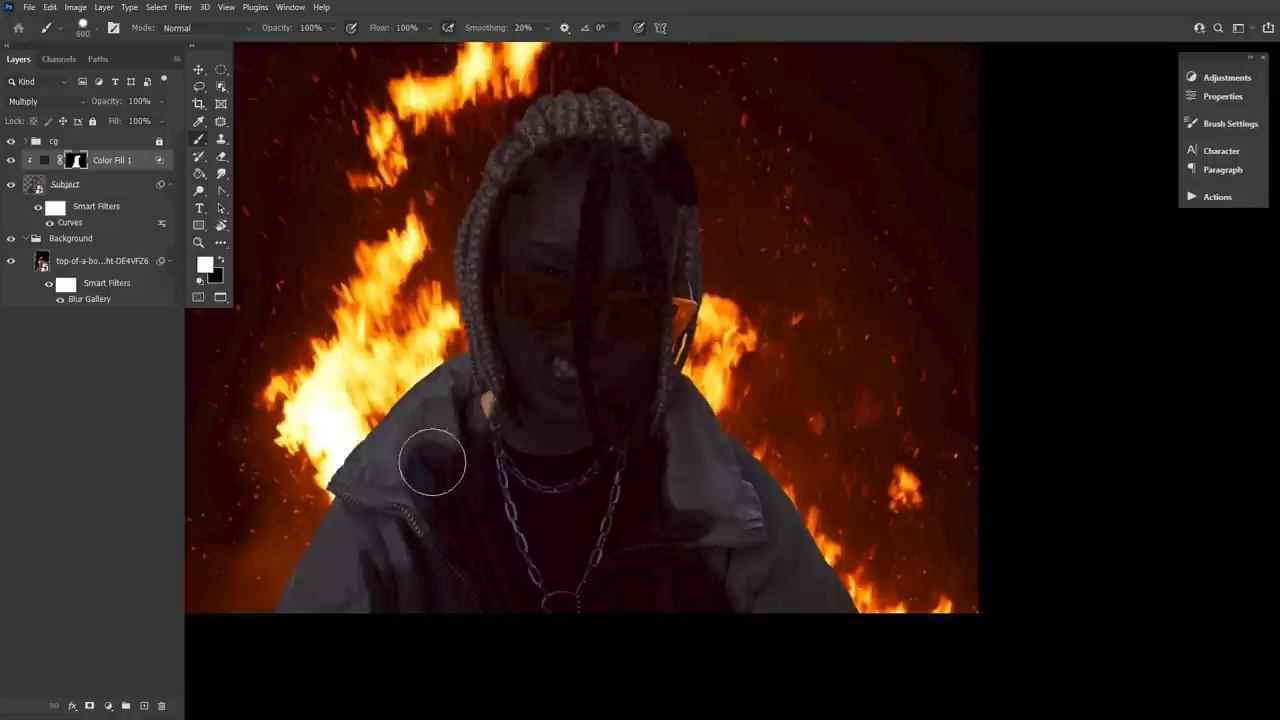 Ps File Edit Image Layer Type Select Filter 3D View Plugins Window Help
600 Mode: Normal Opacity: 100% Flow: 100% Smoothing: 20% 0°
Layers Channels Paths
Kind
Multiply Opacity: 100%
Lock: Fill: 100%
cg
Color Fill 1
Subject
Smart Filters
Curves
Background
top-of-a-bo...ht-DE4VFZ6
Smart Filters
Blur Gallery
Adjustments
Properties
Brush Settings
Character
Paragraph
Actions